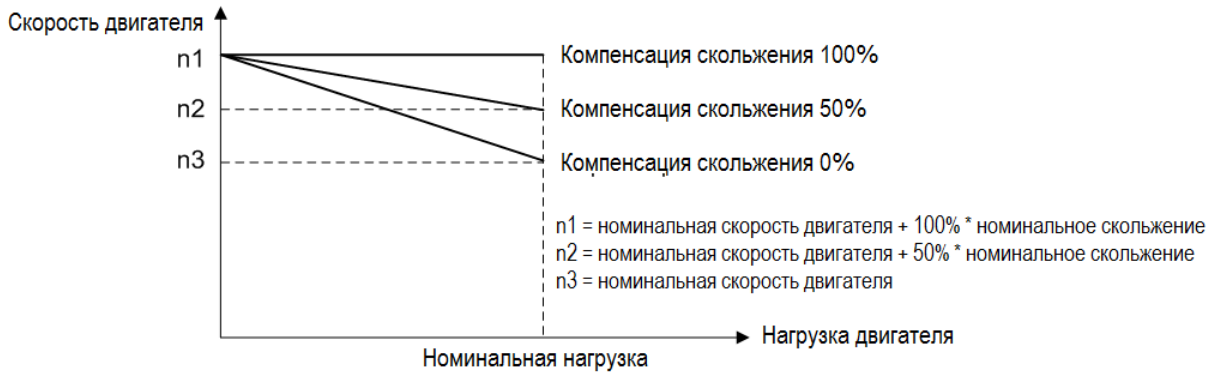 Скорость двигателя
n1
Компенсация скольжения 100%
n2
Компенсация скольжения 50%
n3
Компенсация скольжения 0%
n1 = номинальная скорость двигателя + 100% * номинальное скольжение
n2 = номинальная скорость двигателя + 50% * номинальное скольжение
n3 = номинальная скорость двигателя
Нагрузка двигателя
Номинальная нагрузка